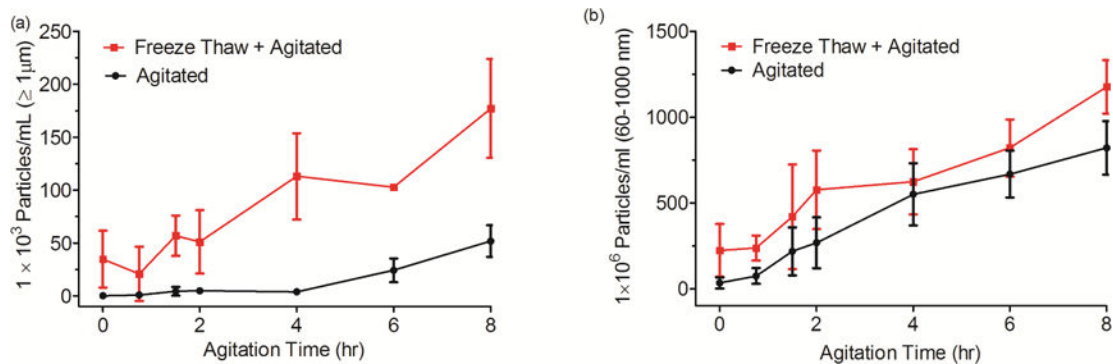 (a)
250
200
150
100
50
0
1 × 10³ Particles/mL (≥ 1μm)
Freeze Thaw + Agitated
Agitated
0 2 4 6 8
Agitation Time (hr)
(b)
1500
1000
500
0
1×10⁶ Particles/ml (60-1000 nm)
Freeze Thaw + Agitated
Agitated
0 2 4 6 8
Agitation Time (hr)